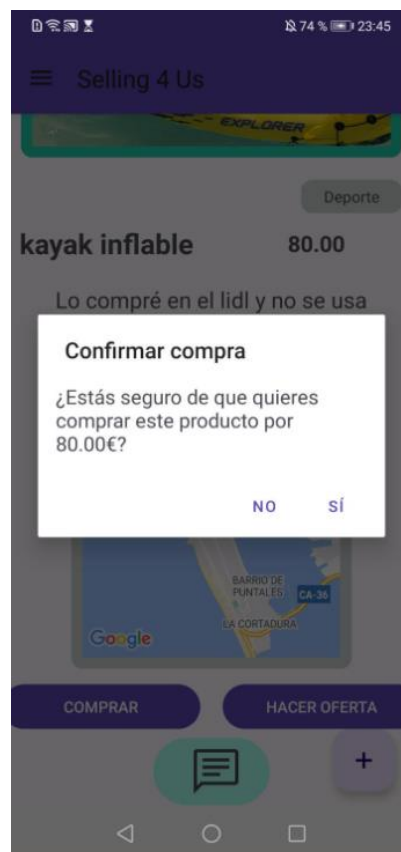 74 % 23:45
Selling 4 Us
EXPLORER
Deporte
kayak inflable 80.00
Lo compré en el lidl y no se usa
Confirmar compra
¿Estás seguro de que quieres
comprar este producto por
80.00€?
NO SÍ
BARRIO DE
PUNTALES
CA-36
LA CORTADURA
Google
COMPRAR HACER OFERTA
+